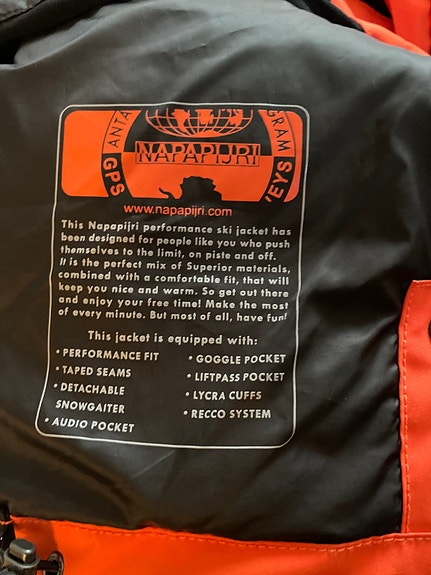 ANTA
GRAM
NAPAPIJRI
GPS
VEYS
www.napapijri.com
This Napapijri performance ski jacket has
been designed for people like you who push
themselves to the limit, on piste and off.
It is the perfect mix of Superior materials,
combined with a comfortable fit, that will
keep you nice and warm. So get out there
and enjoy your free time! Make the most
of every minute. But most of all, have fun!
This jacket is equipped with:
• PERFORMANCE FIT
• TAPED SEAMS
• DETACHABLE
SNOWGAITER
• AUDIO POCKET
• GOGGLE POCKET
• LIFTPASS POCKET
• LYCRA CUFFS
• RECCO SYSTEM